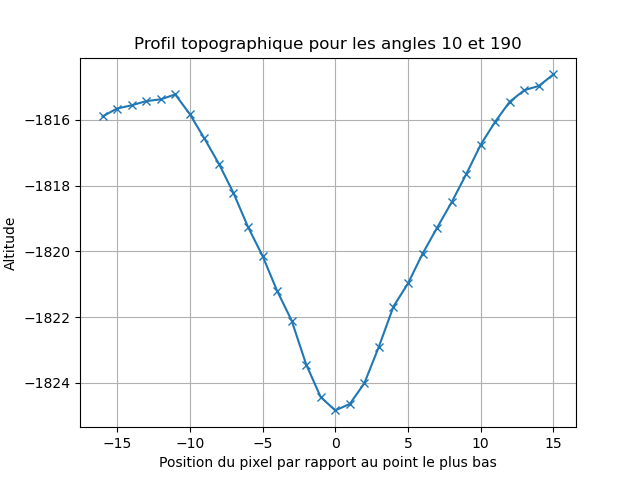 Profil topographique pour les angles 10 et 190
Altitude
−1816
−1818
−1820
−1822
−1824
−15 −10 −5 0 5 10 15
Position du pixel par rapport au point le plus bas